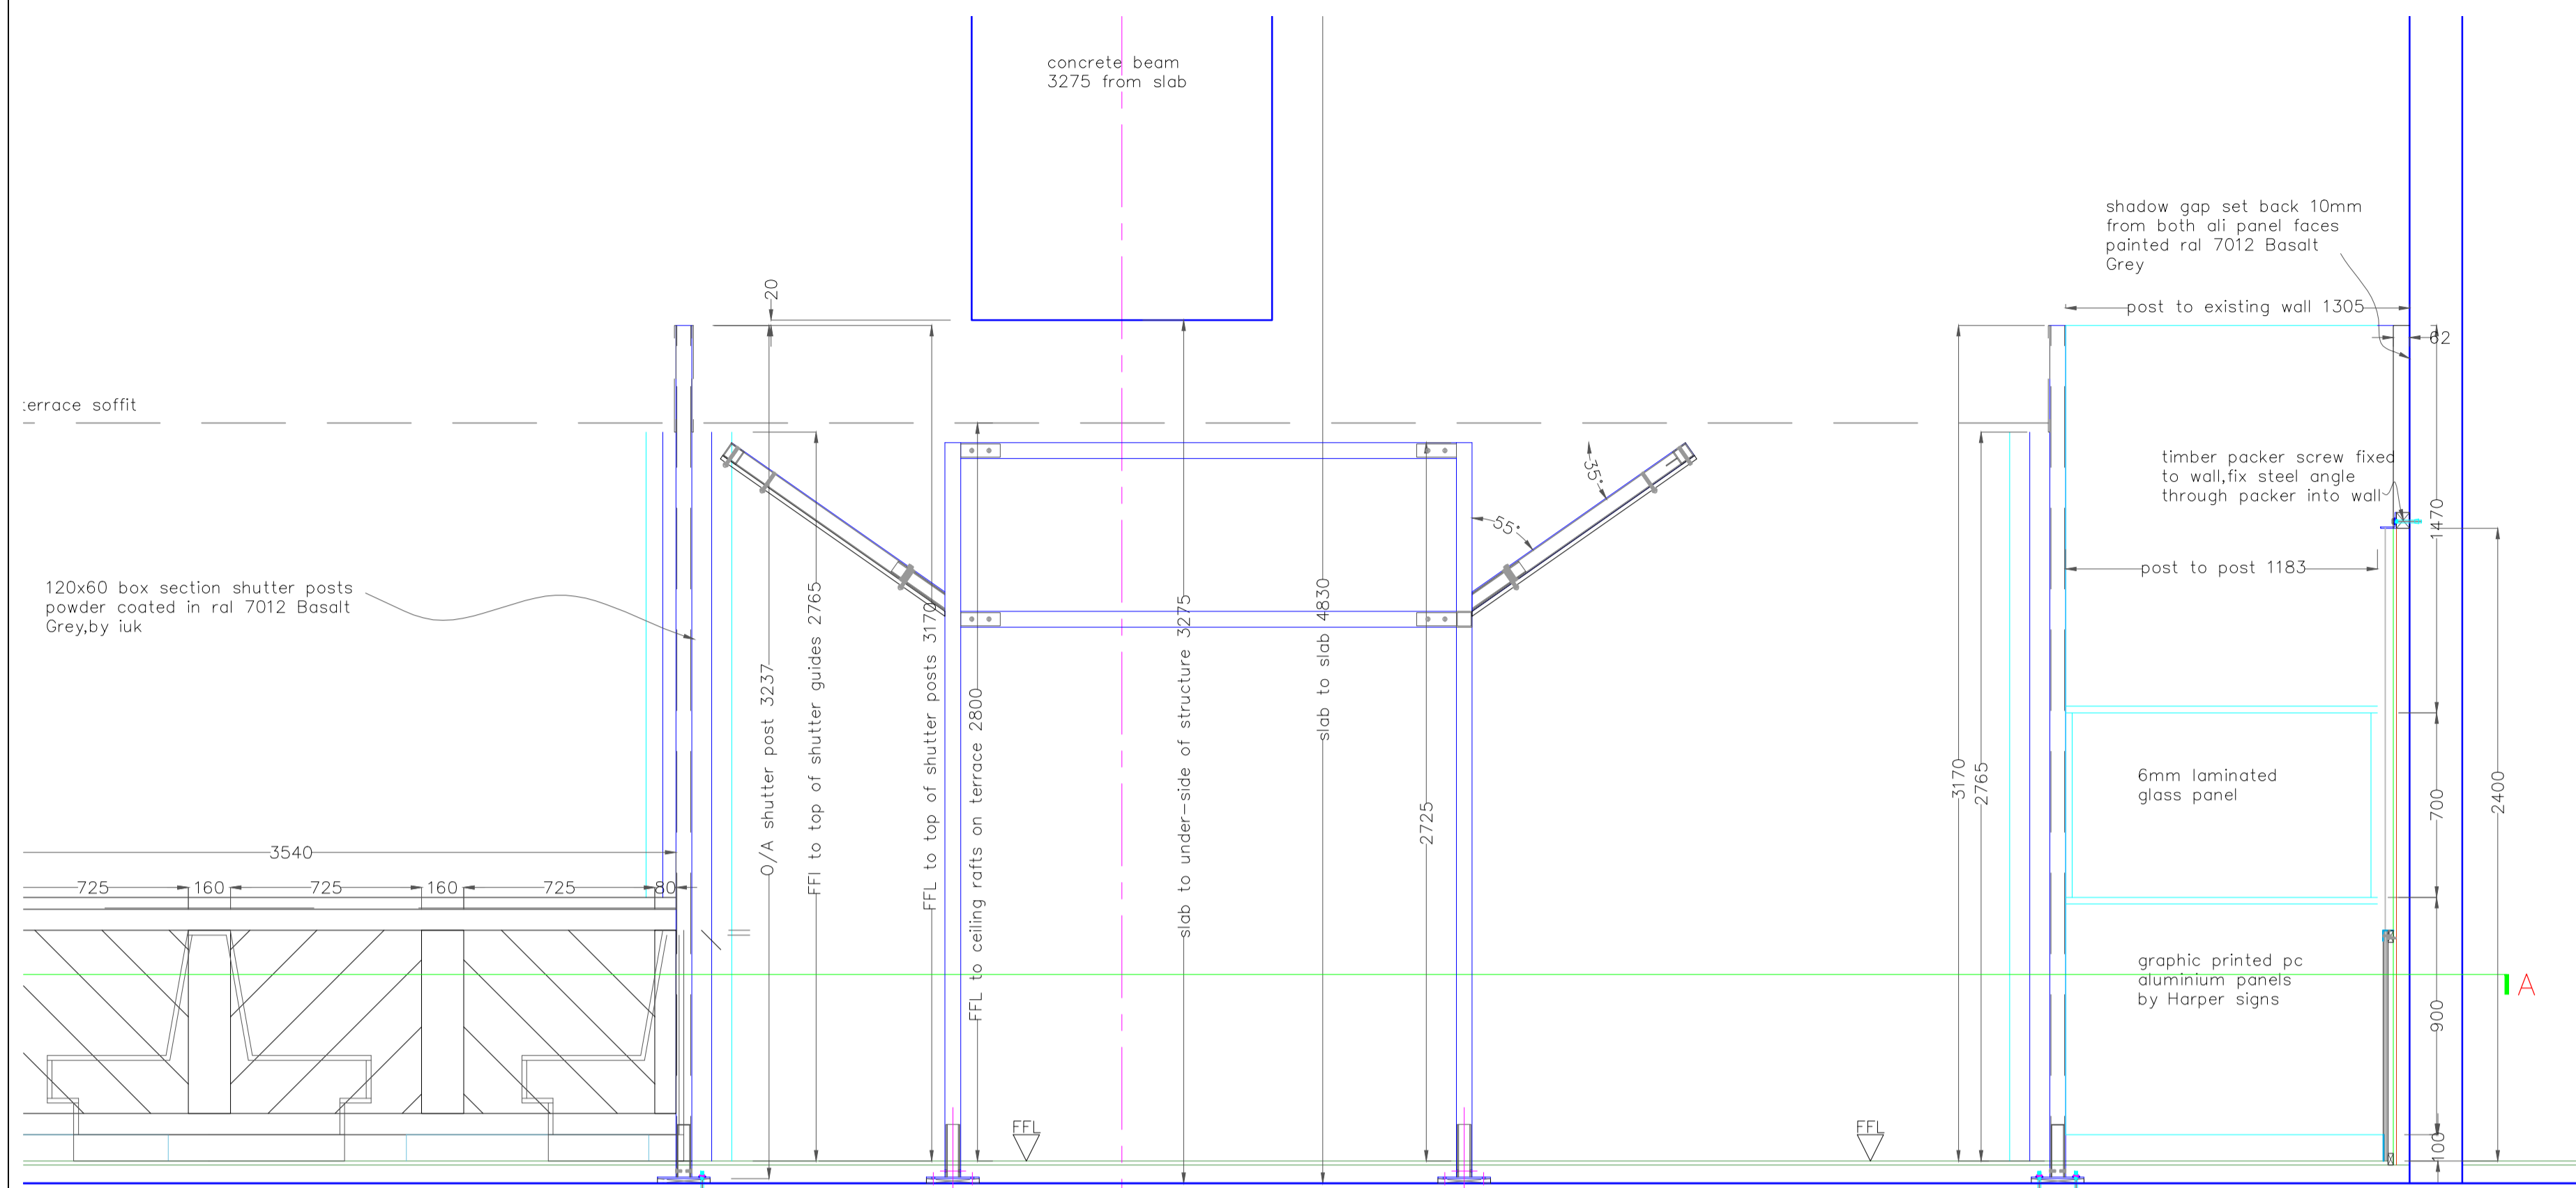 concrete beam
3275 from slab
shadow gap set back 10mm
from both ali panel faces
painted ral 7012 Basalt
Grey
20
post to existing wall 1305
62
terrace soffit
35°
55°
timber packer screw fixed
to wall,fix steel angle
through packer into wall
1470
post to post 1183
120x60 box section shutter posts
powder coated in ral 7012 Basalt
Grey,by iuk
O/A shutter post 3237
FFl to top of shutter guides 2765
FFL to top of shutter posts 3170
FFL to ceiling rafts on terrace 2800
slab to under-side of structure 3275
slab to slab 4830
2725
3170
2765
6mm laminated
glass panel
700
2400
3540
725
160
725
160
725
80
graphic printed pc
aluminium panels
by Harper signs
A
900
FFL
FFL
100